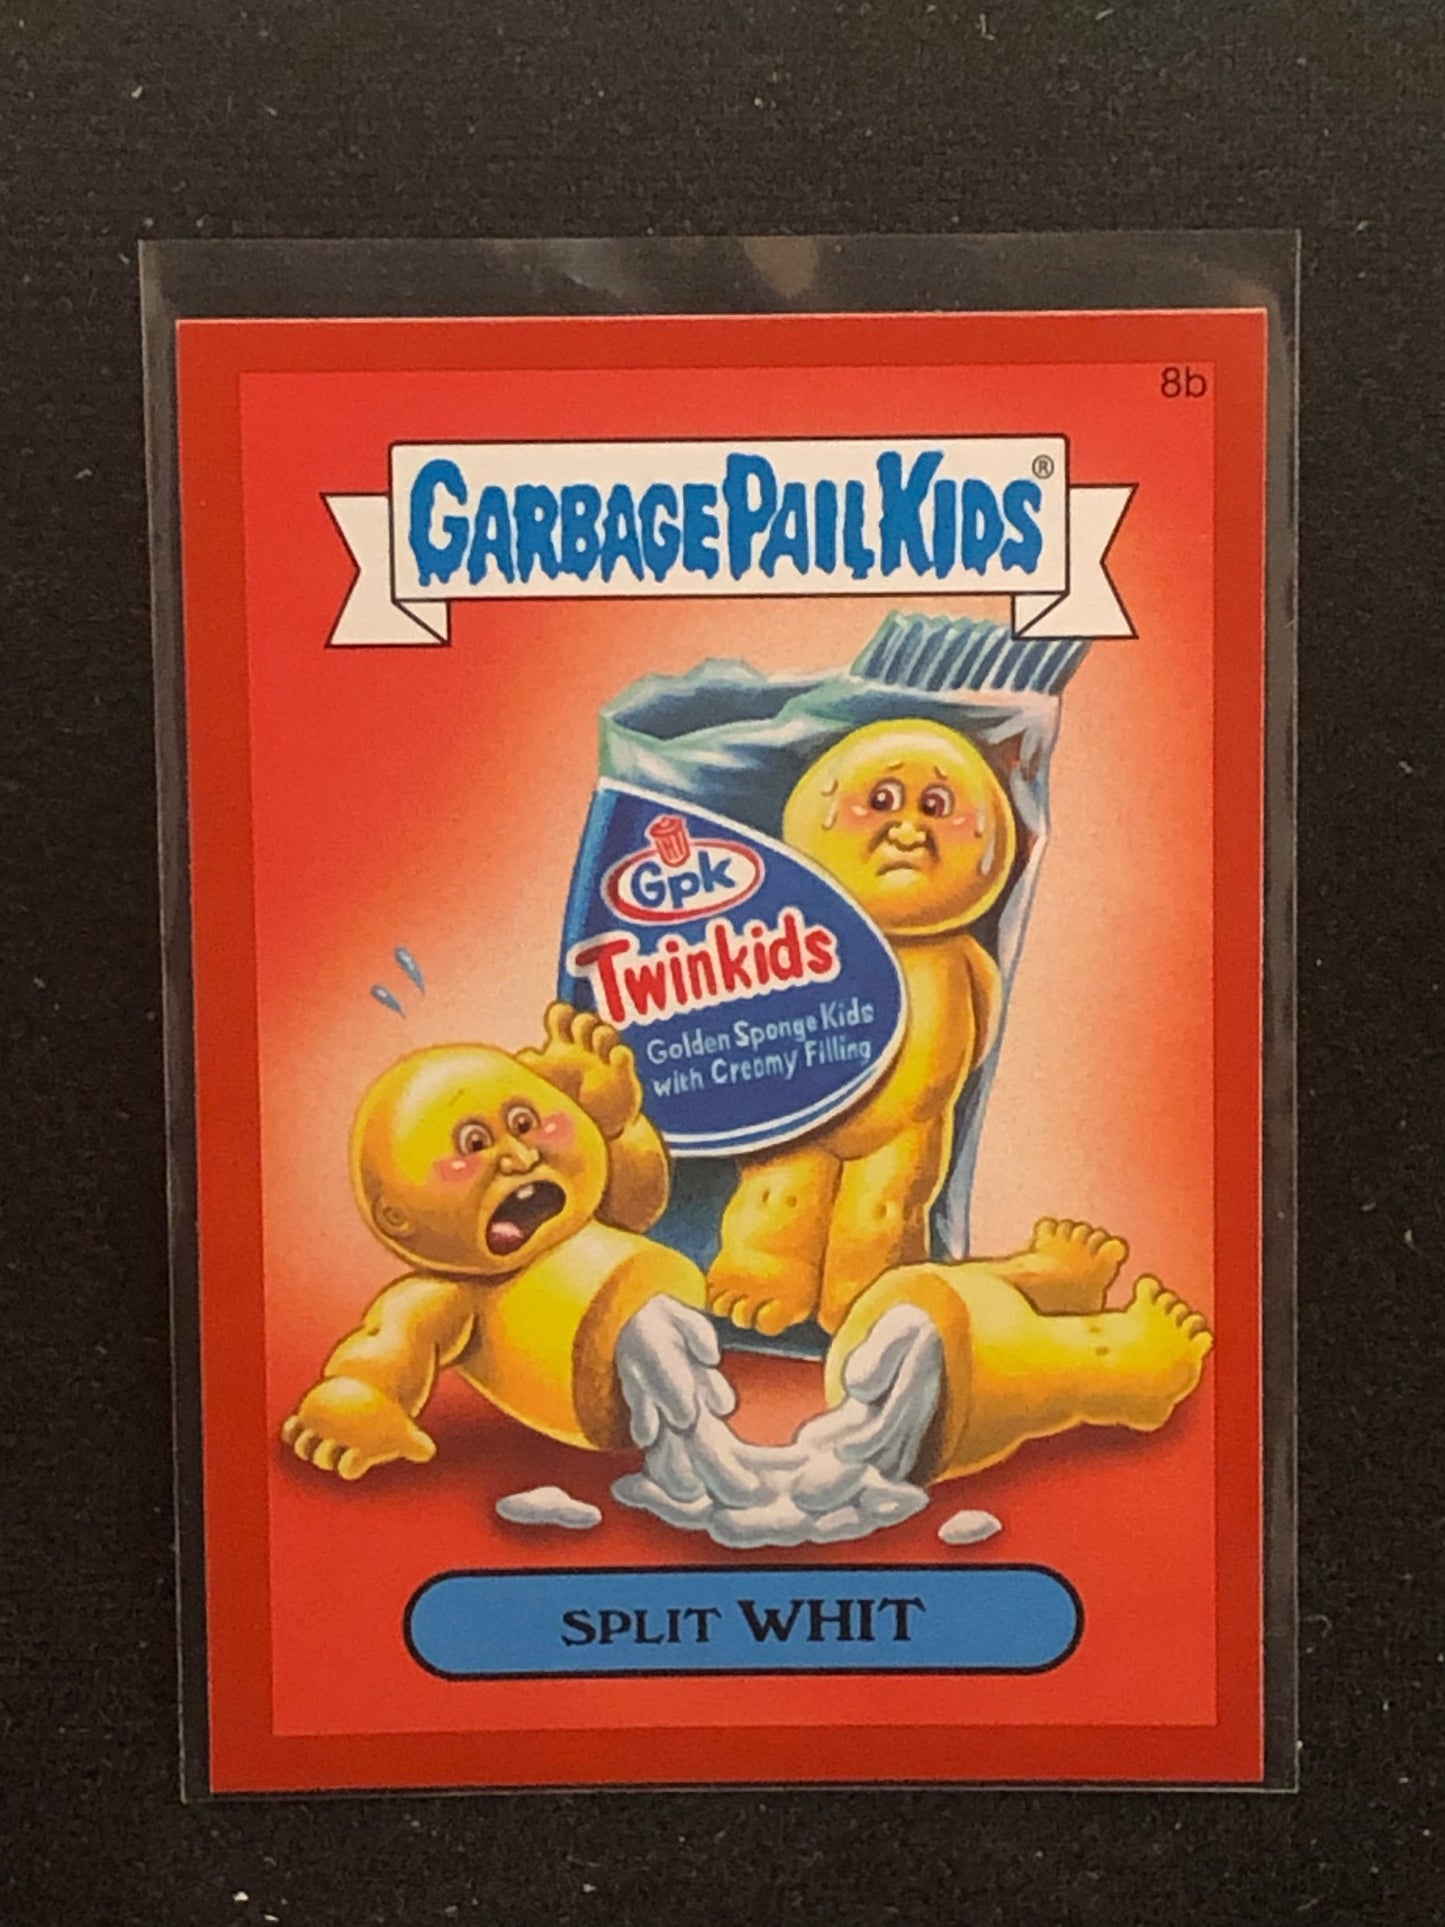 8b
GARBAGE PAIL KIDS®
Gpk
Twinkids
Golden Sponge Kids
with Creamy Filling
SPLIT WHIT